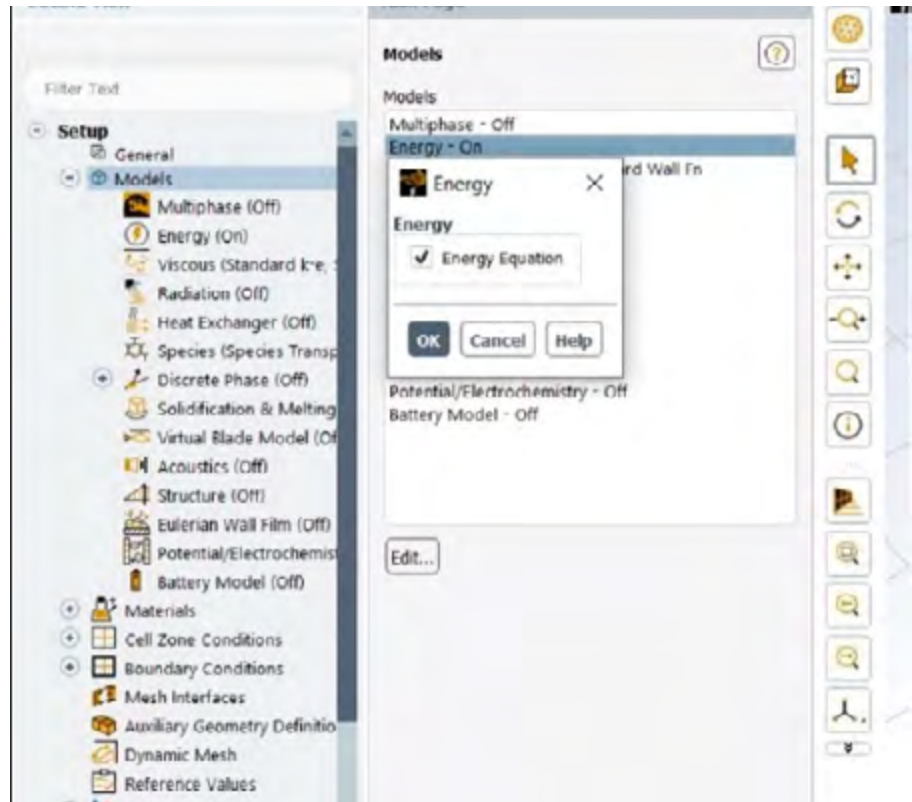 Filter Text
Setup
General
Models
Multiphase (Off)
Energy (On)
Viscous (Standard k-e,
Radiation (Off)
Heat Exchanger (Off)
Species (Species Transp
Discrete Phase (Off)
Solidification & Melting
Virtual Blade Model (Of
Acoustics (Off)
Structure (Off)
Eulerian Wall Film (Off)
Potential/Electrochemist
Battery Model (Off)
Materials
Cell Zone Conditions
Boundary Conditions
Mesh Interfaces
Auxiliary Geometry Definitio
Dynamic Mesh
Reference Values
Models
Models
Multiphase - Off
Energy - On
rd Wall Fn
Energy
Energy
Energy Equation
OK Cancel Help
Potential/Electrochemistry - Off
Battery Model - Off
Edit...